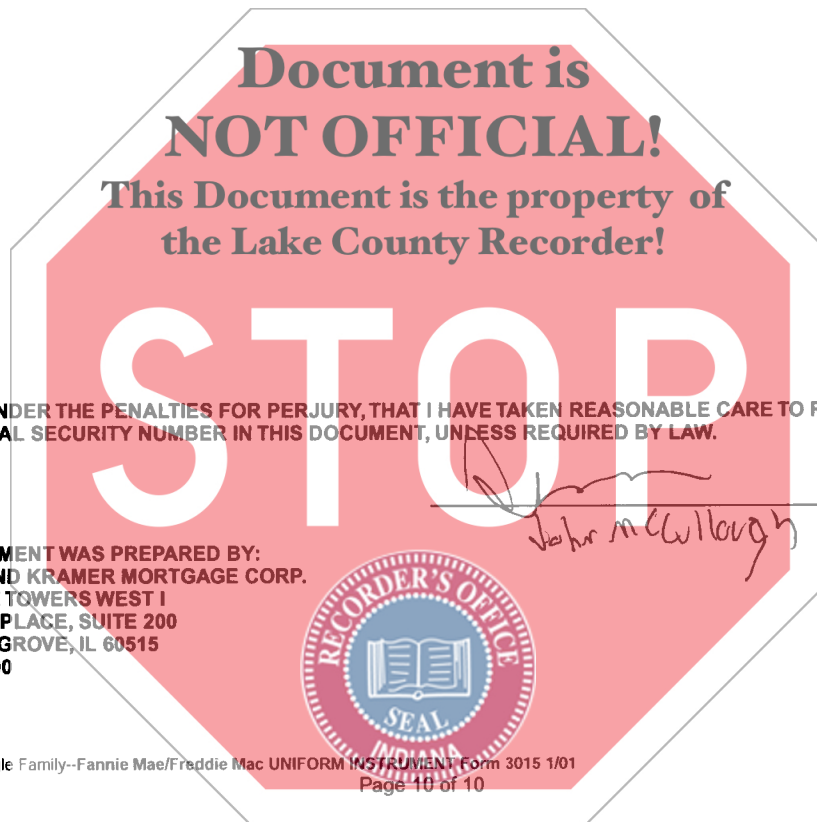 Document is
NOT OFFICIAL!
This Document is the property of
the Lake County Recorder!
STOP
NDER THE PENALTIES FOR PERJURY, THAT I HAVE TAKEN REASONABLE CARE TO R
AL SECURITY NUMBER IN THIS DOCUMENT, UNLESS REQUIRED BY LAW.
John McCullough
MENT WAS PREPARED BY:
ND KRAMER MORTGAGE CORP.
TOWERS WEST I
PLACE, SUITE 200
GROVE, IL 60515
0
RECORDER'S OFFICE
SEAL
INDIANA
le Family--Fannie Mae/Freddie Mac UNIFORM INSTRUMENT Form 3015 1/01
Page 10 of 10